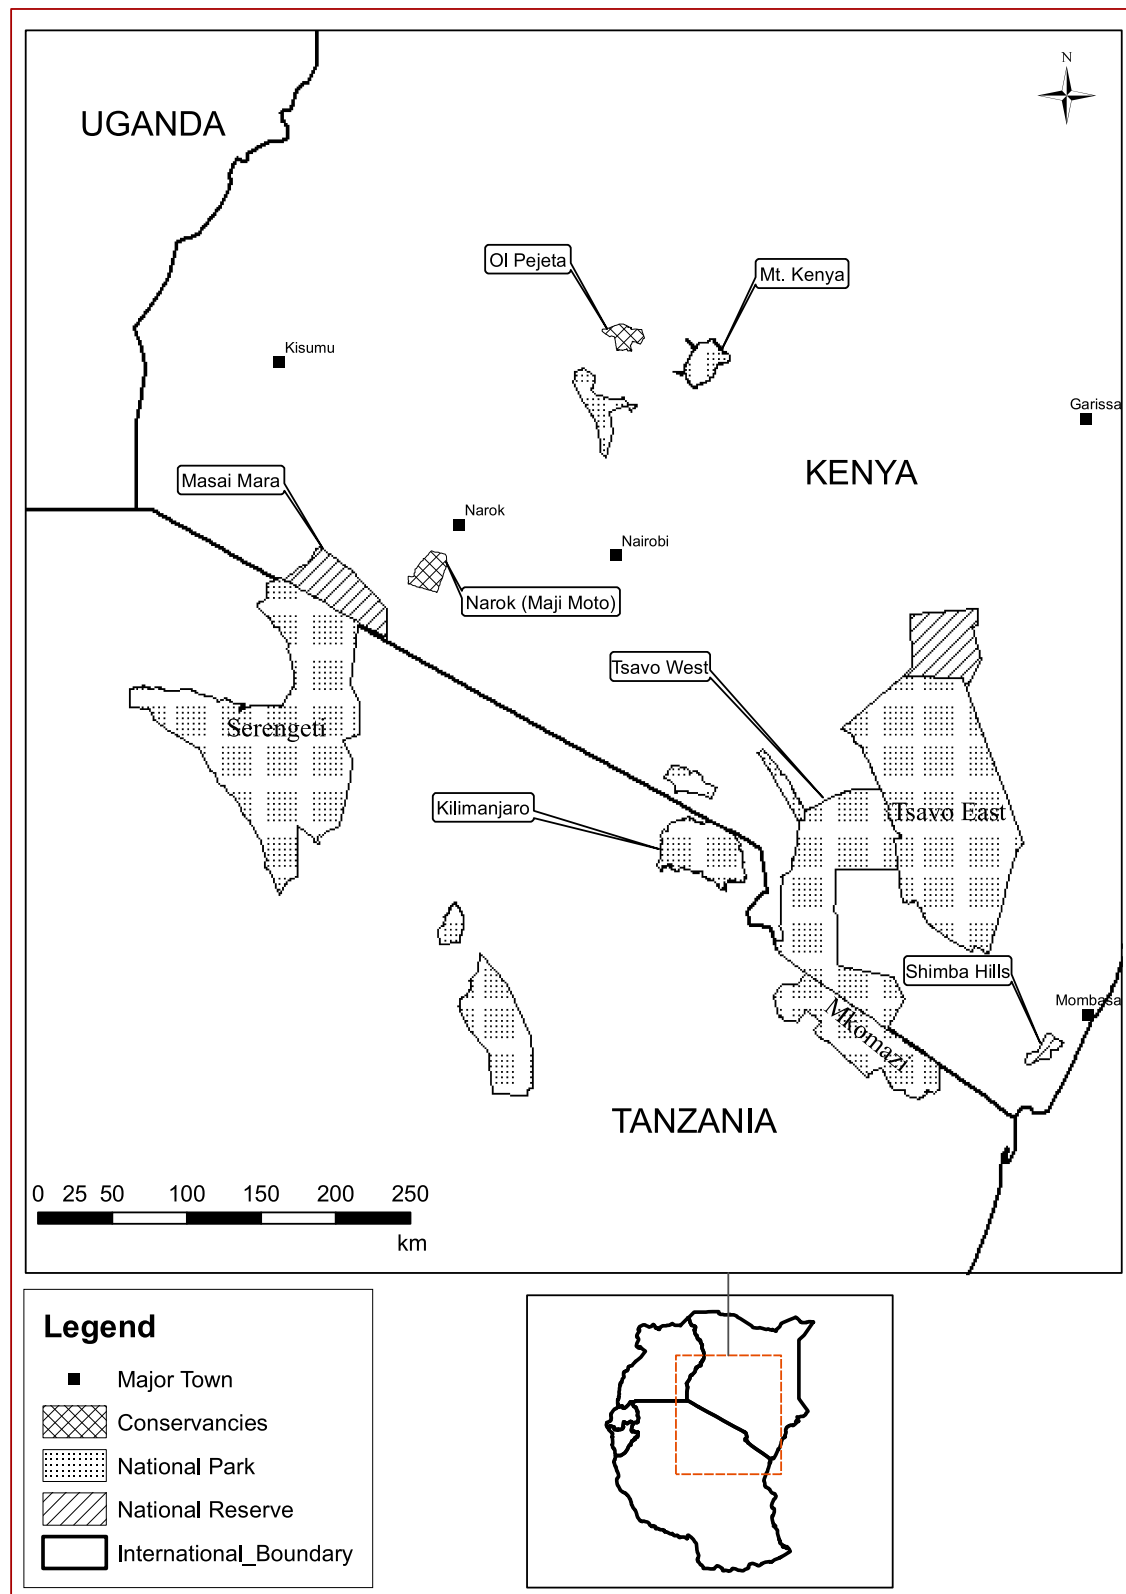 N
UGANDA
Ol Pejeta
Mt. Kenya
Kisumu
Garissa
KENYA
Masai Mara
Narok
Nairobi
Narok (Maji Moto)
Tsavo West
Serengeti
Kilimanjaro
Tsavo East
Shimba Hills
Mombasa
Mkomazi
TANZANIA
0 25 50 100 150 200 250
km
Legend
Major Town
Conservancies
National Park
National Reserve
International_Boundary